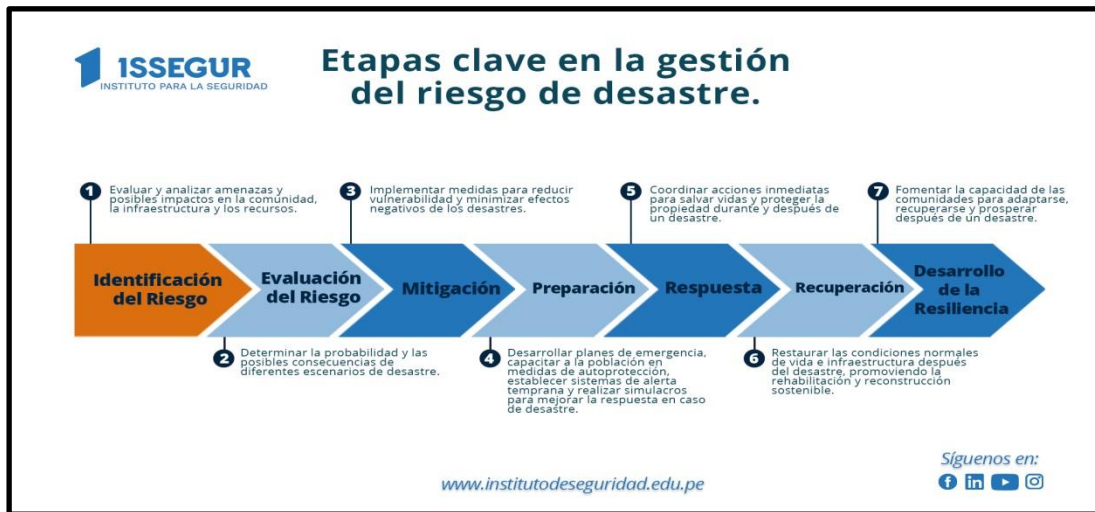 ISSEGUR
INSTITUTO PARA LA SEGURIDAD
Etapas clave en la gestión
del riesgo de desastre.
1
Evaluar y analizar amenazas y
posibles impactos en la comunidad,
la infraestructura y los recursos.
3
Implementar medidas para reducir
vulnerabilidad y minimizar efectos
negativos de los desastres.
5
Coordinar acciones inmediatas
para salvar vidas y proteger la
propiedad durante y después de
un desastre.
7
Fomentar la capacidad de las
comunidades para adaptarse,
recuperarse y prosperar
después de un desastre.
Identificación
del Riesgo
Evaluación
del Riesgo
Mitigación
Preparación
Respuesta
Recuperación
Desarrollo
de la
Resiliencia
2
Determinar la probabilidad y las
posibles consecuencias de
diferentes escenarios de desastre.
4
Desarrollar planes de emergencia,
capacitar a la población en
medidas de autoprotección,
establecer sistemas de alerta
temprana y realizar simulacros
para mejorar la respuesta en caso
de desastre.
6
Restaurar las condiciones normales
de vida e infraestructura después
del desastre, promoviendo la
rehabilitación y reconstrucción
sostenible.
www.institutodeseguridad.edu.pe
Síguenos en: